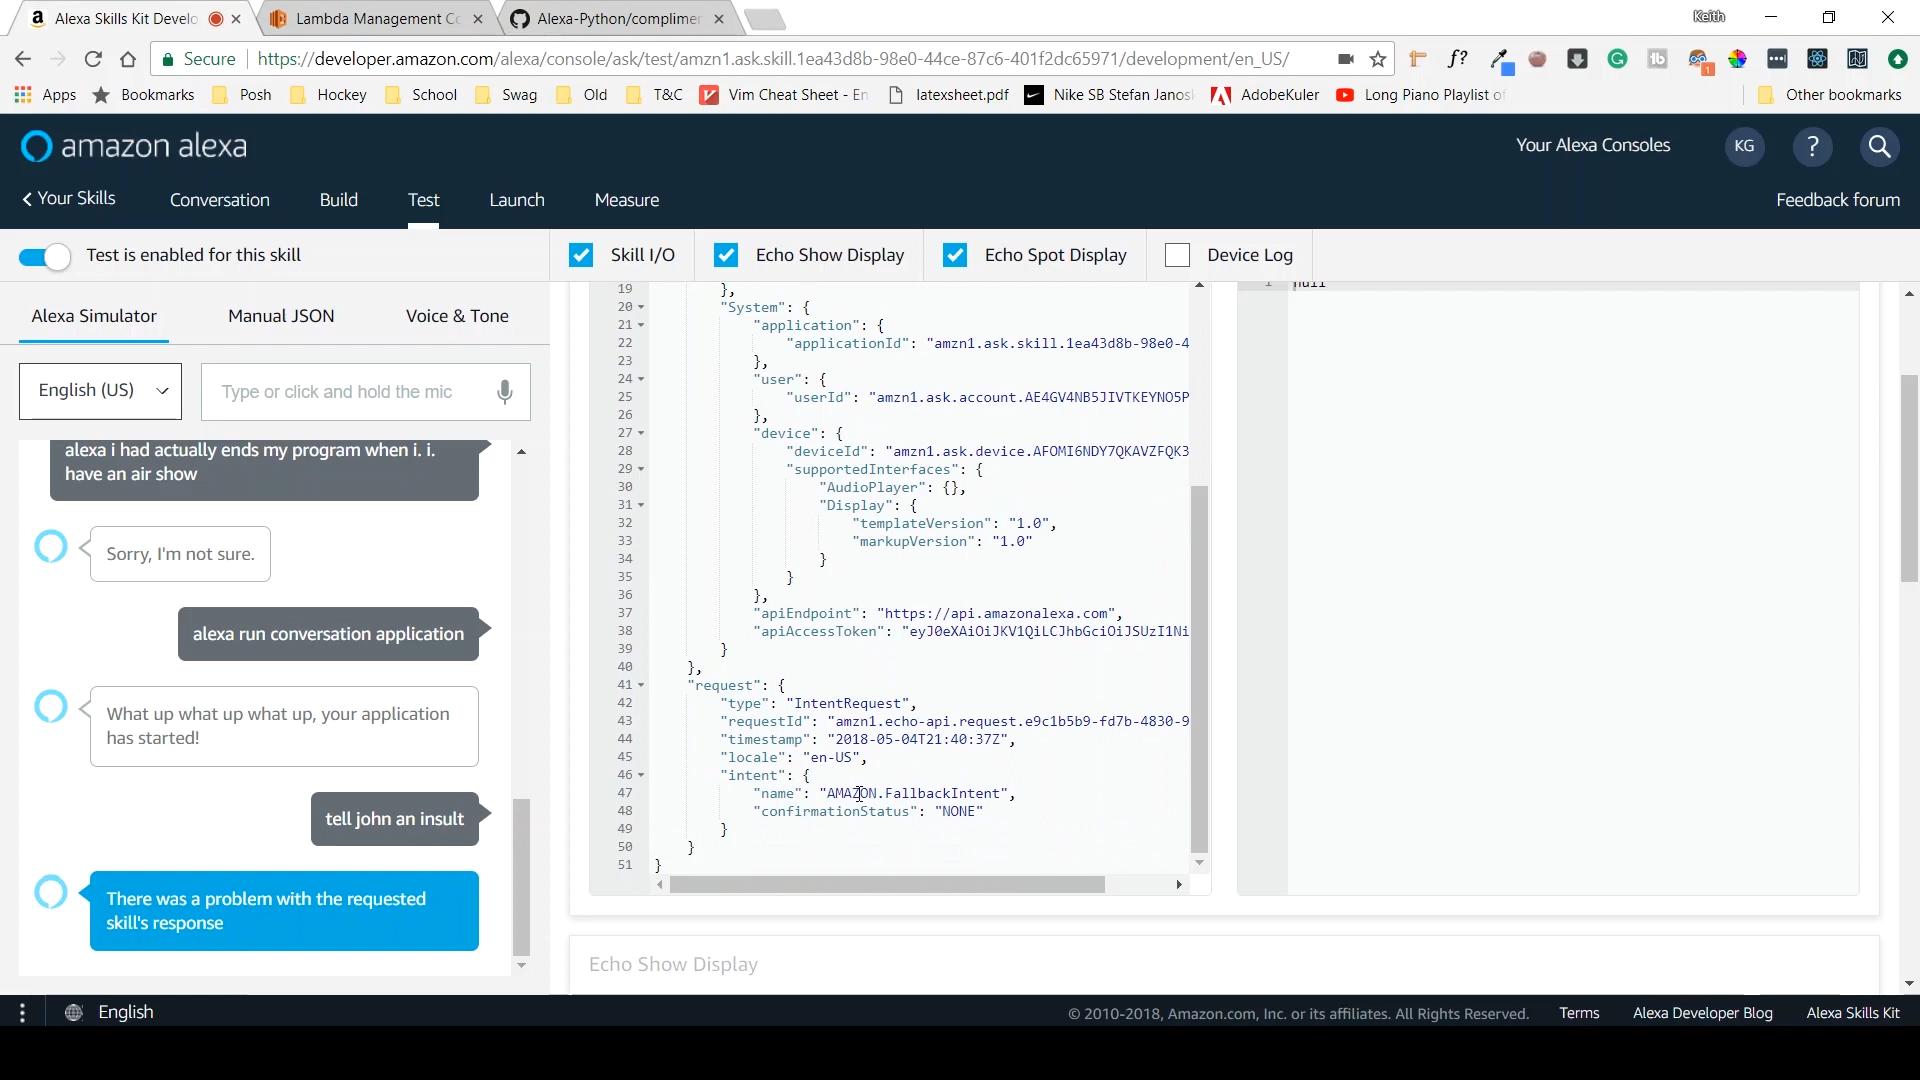 Alexa Skills Kit Develo
Lambda Management Co
Alexa-Python/complimen
Keith
Secure
https://developer.amazon.com/alexa/console/ask/test/amzn1.ask.skill.1ea43d8b-98e0-44ce-87c6-401f2dc65971/development/en_US/
f?
Apps
Bookmarks
Posh
Hockey
School
Swag
Old
T&C
Vim Cheat Sheet - En
latexsheet.pdf
Nike SB Stefan Janosk
AdobeKuler
Long Piano Playlist of
Other bookmarks
amazon alexa
Your Alexa Consoles
KG
?
Your Skills
Conversation
Build
Test
Launch
Measure
Feedback forum
Test is enabled for this skill
Skill I/O
Echo Show Display
Echo Spot Display
Device Log
Alexa Simulator
Manual JSON
Voice & Tone
English (US)
Type or click and hold the mic
alexa i had actually ends my program when i. i.
have an air show
Sorry, I'm not sure.
alexa run conversation application
What up what up what up, your application
has started!
tell john an insult
There was a problem with the requested
skill's response
19 },
20 "System": {
21 "application": {
22 "applicationId": "amzn1.ask.skill.1ea43d8b-98e0-4
23 },
24 "user": {
25 "userId": "amzn1.ask.account.AE4GV4NB5JIVTKEYNO5P
26 },
27 "device": {
28 "deviceId": "amzn1.ask.device.AFOMI6NDY7QKAVZFQK3
29 "supportedInterfaces": {
30 "AudioPlayer": {},
31 "Display": {
32 "templateVersion": "1.0",
33 "markupVersion": "1.0"
34 }
35 }
36 },
37 "apiEndpoint": "https://api.amazonalexa.com",
38 "apiAccessToken": "eyJ0eXAiOiJKV1QiLCJhbGciOiJSUzI1Ni
39 }
40 },
41 "request": {
42 "type": "IntentRequest",
43 "requestId": "amzn1.echo-api.request.e9c1b5b9-fd7b-4830-9
44 "timestamp": "2018-05-04T21:40:37Z",
45 "locale": "en-US",
46 "intent": {
47 "name": "AMAZON.FallbackIntent",
48 "confirmationStatus": "NONE"
49 }
50 }
51 }
1 null
Echo Show Display
English
© 2010-2018, Amazon.com, Inc. or its affiliates. All Rights Reserved.
Terms
Alexa Developer Blog
Alexa Skills Kit